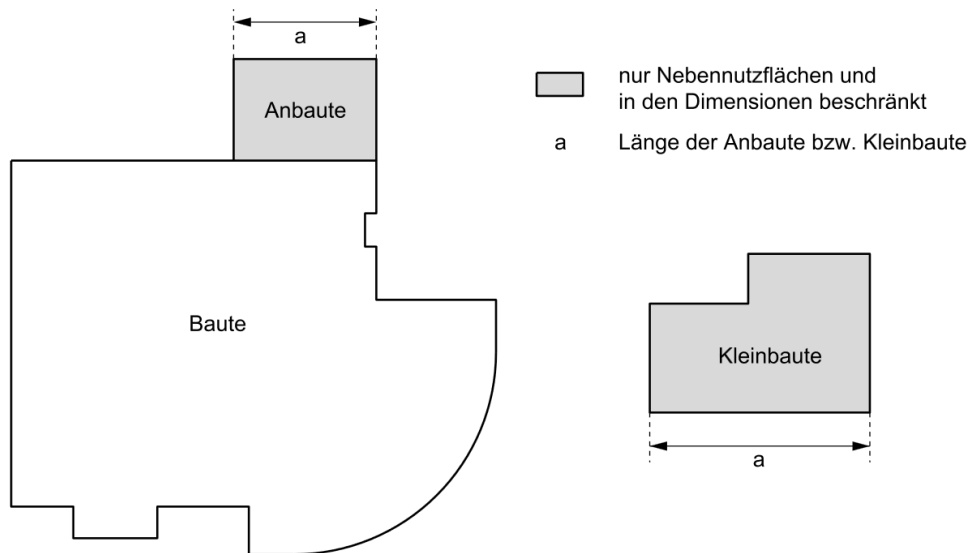 a
Anbaute
nur Nebennutzflächen und
in den Dimensionen beschränkt
a Länge der Anbaute bzw. Kleinbaute
Baute
Kleinbaute
a